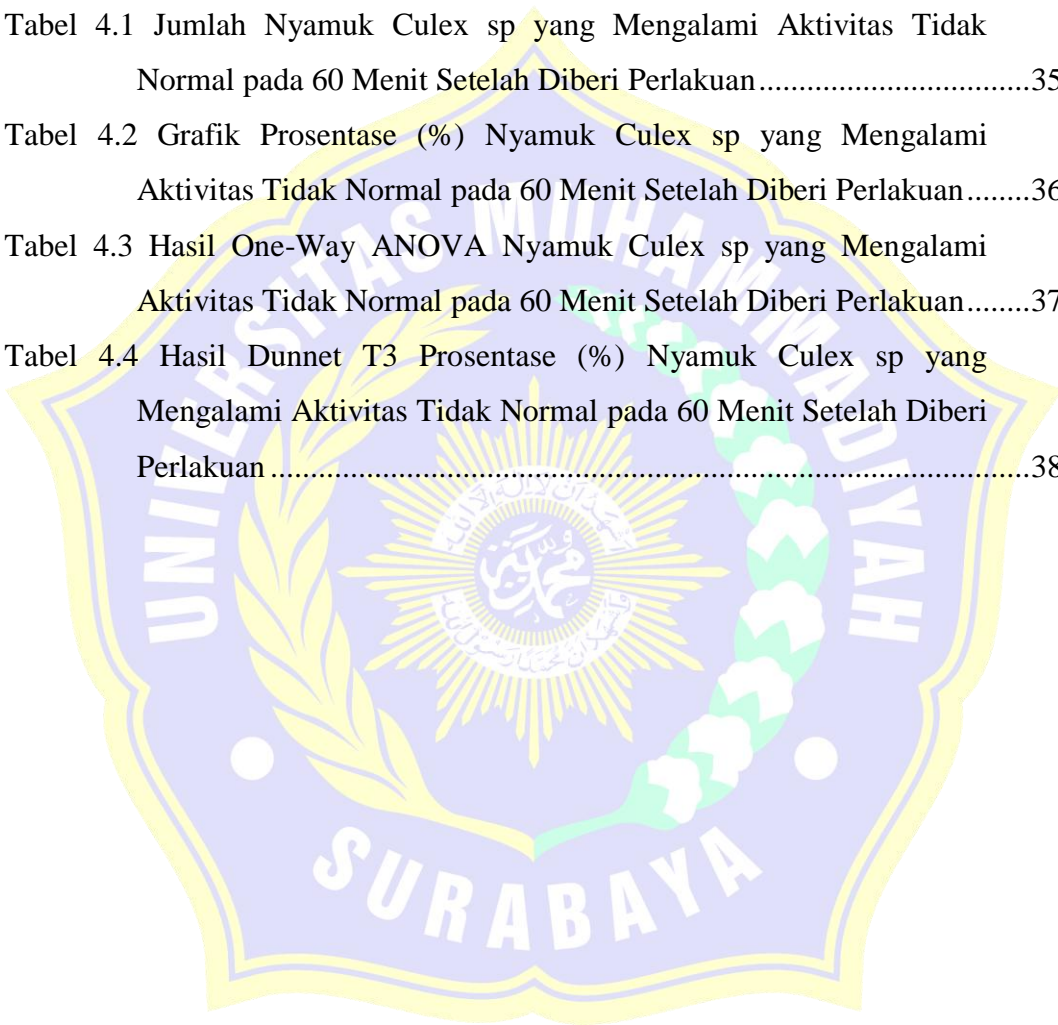 Tabel 4.1 Jumlah Nyamuk Culex sp yang Mengalami Aktivitas Tidak
Normal pada 60 Menit Setelah Diberi Perlakuan................................35
Tabel 4.2 Grafik Prosentase (%) Nyamuk Culex sp yang Mengalami
Aktivitas Tidak Normal pada 60 Menit Setelah Diberi Perlakuan........36
Tabel 4.3 Hasil One-Way ANOVA Nyamuk Culex sp yang Mengalami
Aktivitas Tidak Normal pada 60 Menit Setelah Diberi Perlakuan........37
Tabel 4.4 Hasil Dunnet T3 Prosentase (%) Nyamuk Culex sp yang
Mengalami Aktivitas Tidak Normal pada 60 Menit Setelah Diberi
Perlakuan..........................................................................................38
UNIVERSITAS MUHAMMADIYAH
SURABAYA